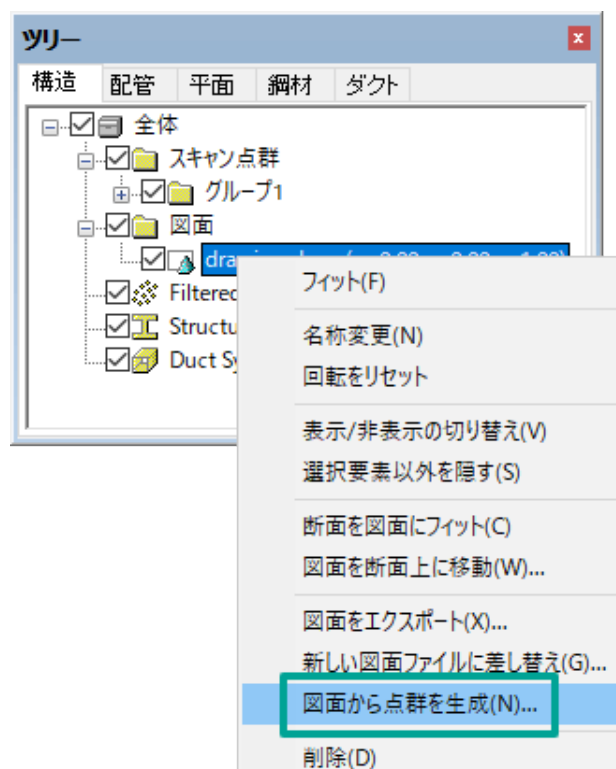 ツリー
構造 配管 平面 鋼材 ダクト
全体
スキャン点群
グループ1
図面
Filtered
Structu
フィット(F)
名称変更(N)
回転をリセット
表示/非表示の切り替え(V)
選択要素以外を隠す(S)
断面を図面にフィット(C)
図面を断面上に移動(W)...
図面をエクスポート(X)...
新しい図面ファイルに差し替え(G)...
図面から点群を生成(N)...
削除(D)